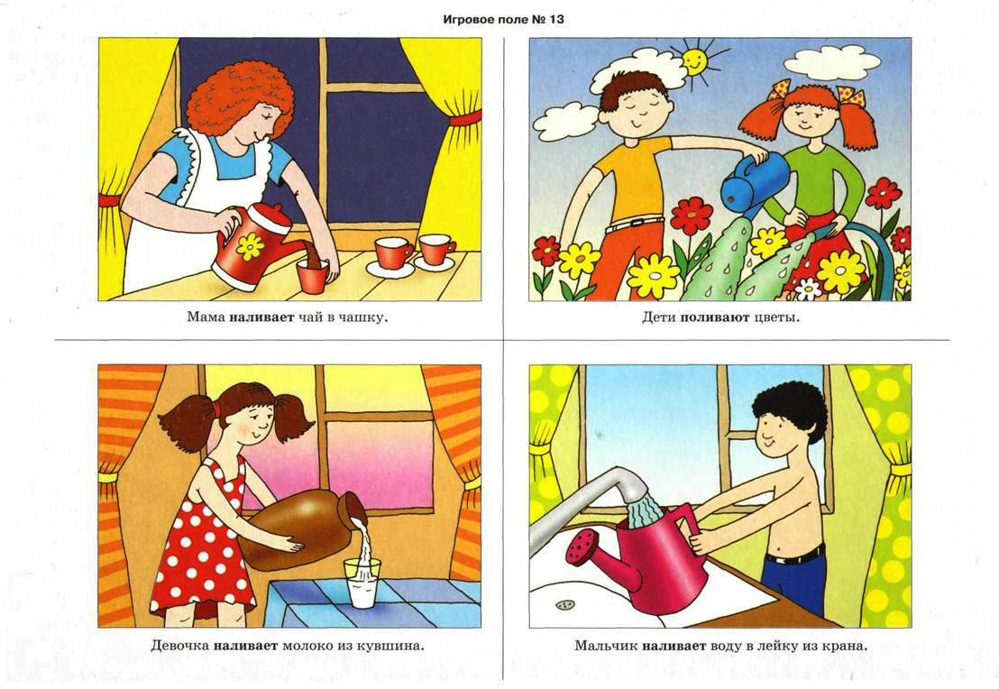 Игровое поле № 13
Мама наливает чай в чашку.
Дети поливают цветы.
Девочка наливает молоко из кувшина.
Мальчик наливает воду в лейку из крана.